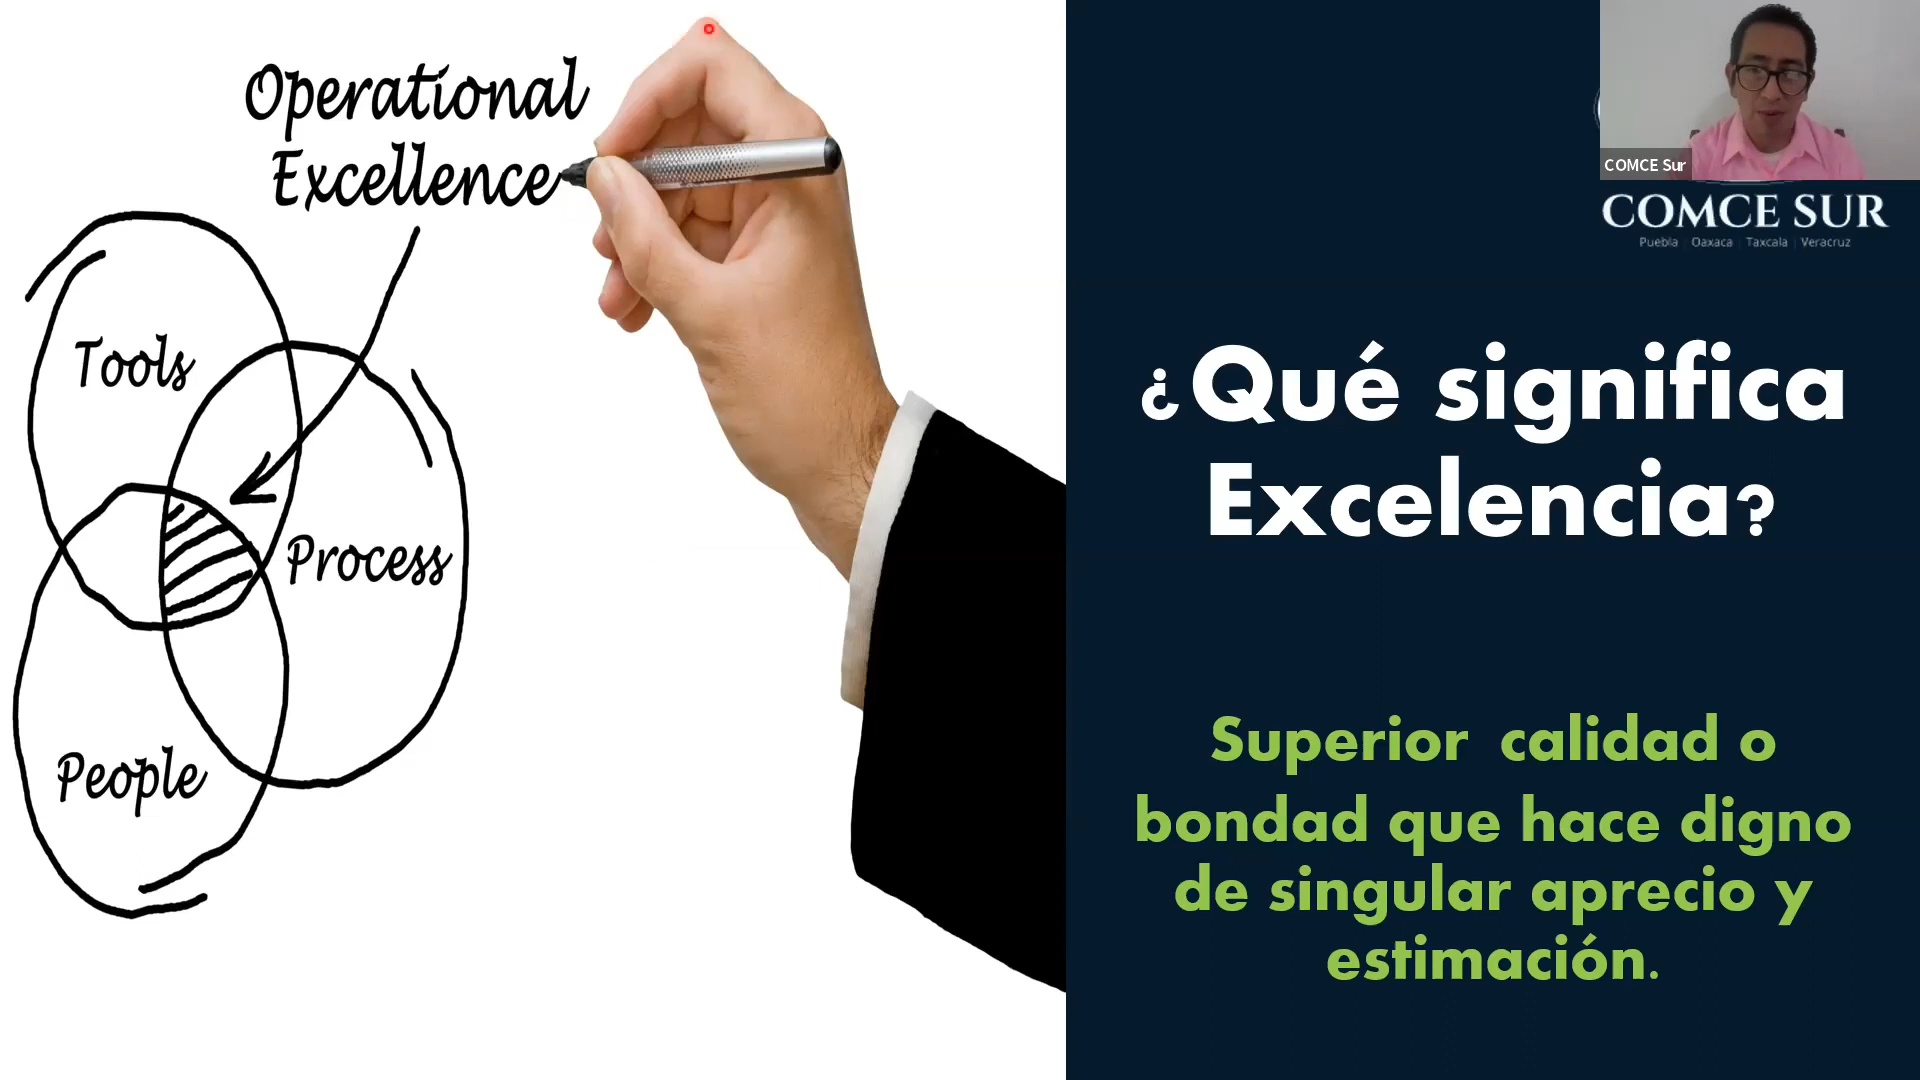 Operational
Excellence
Tools
Process
People
COMCE Sur
COMCE SUR
Puebla | Oaxaca | Taxcala | Veracruz
¿Qué significa
Excelencia?
Superior calidad o
bondad que hace digno
de singular aprecio y
estimación.